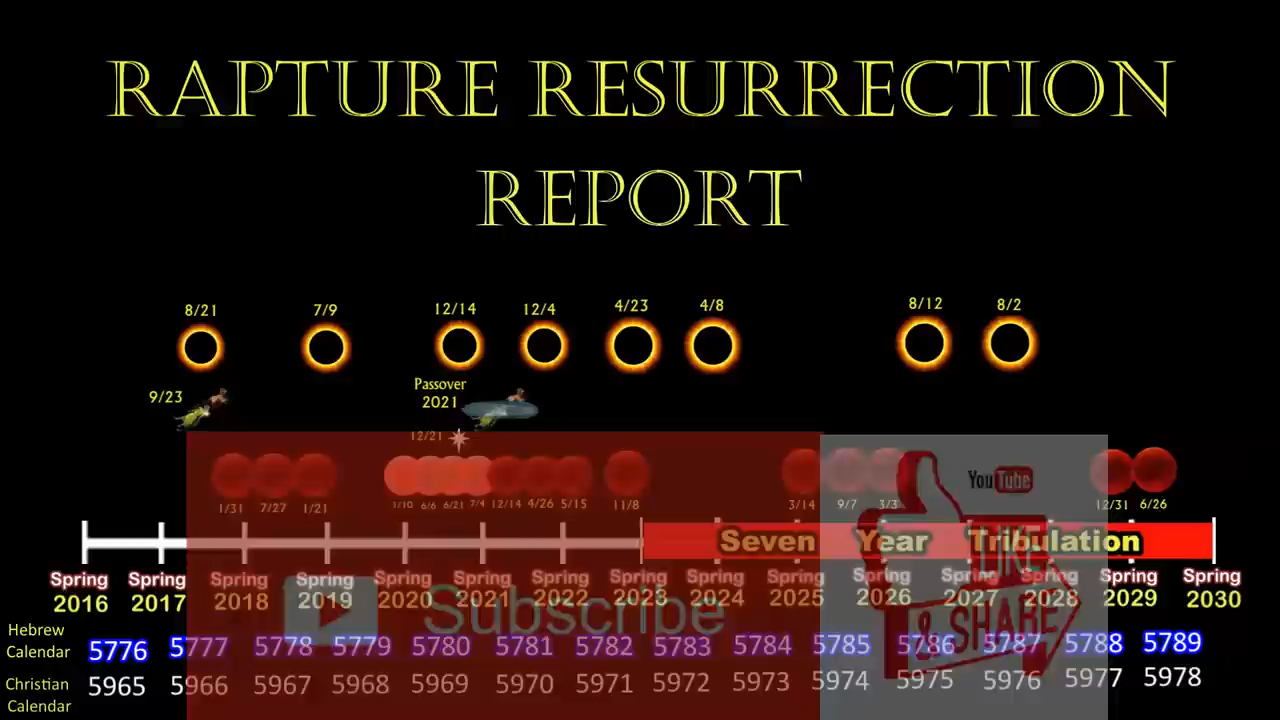 RAPTURE RESURRECTION
REPORT
8/21 7/9 12/14 12/4 4/23 4/8 8/12 8/2
9/23
Passover
2021
12/21
1/31 7/27 1/21 1/10 6/6 6/21 7/4 12/14 4/26 5/15 11/8 3/14 9/7 3/3 12/31 6/26
You Tube
Seven Year Tribulation
Spring Spring Spring Spring Spring Spring Spring Spring Spring Spring Spring Spring Spring Spring Spring
2016 2017 2018 2019 2020 2021 2022 2023 2024 2025 2026 2027 2028 2029 2030
LIKE
& SHARE
Subscribe
Hebrew
Calendar 5776 5777 5778 5779 5780 5781 5782 5783 5784 5785 5786 5787 5788 5789
Christian
Calendar 5965 5966 5967 5968 5969 5970 5971 5972 5973 5974 5975 5976 5977 5978